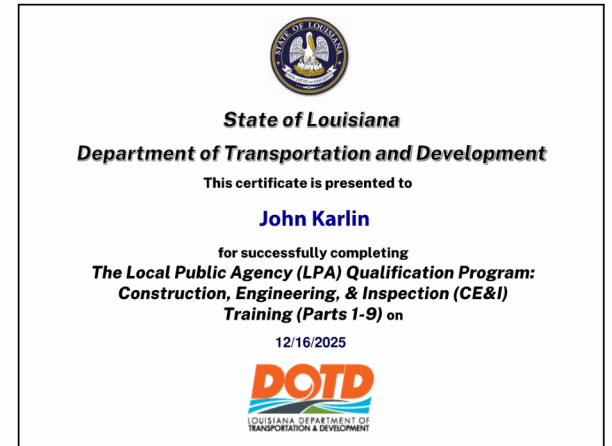 STATE OF LOUISIANA
State of Louisiana
Department of Transportation and Development
This certificate is presented to
John Karlin
for successfully completing
The Local Public Agency (LPA) Qualification Program:
Construction, Engineering, & Inspection (CE&I)
Training (Parts 1-9) on
12/16/2025
DOTD
LOUISIANA DEPARTMENT OF
TRANSPORTATION & DEVELOPMENT